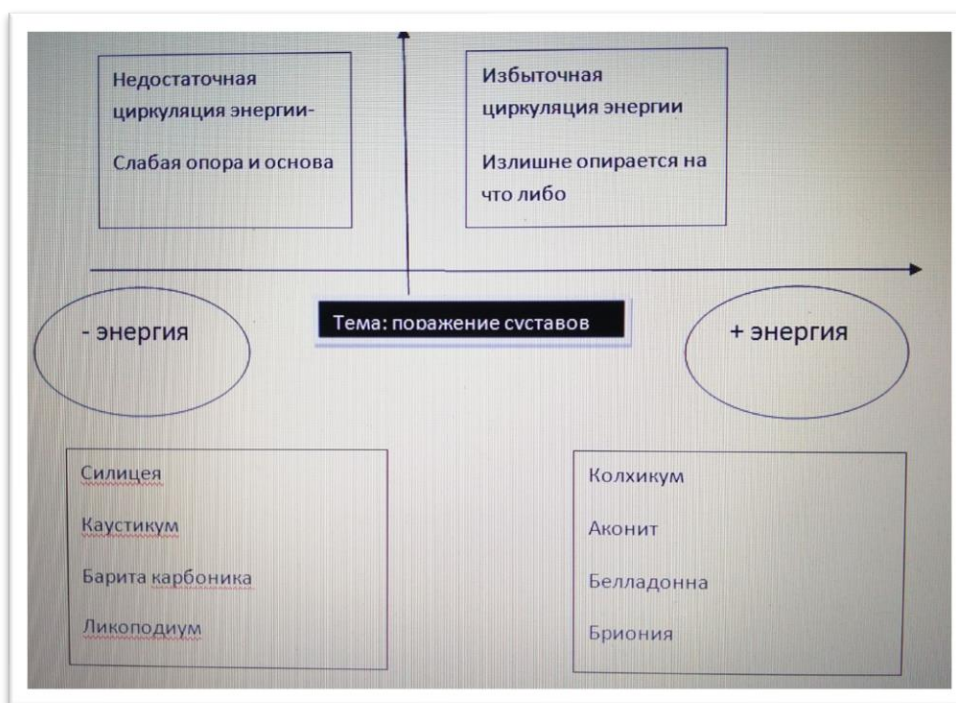 Недостаточная
циркуляция энергии-
Слабая опора и основа
Избыточная
циркуляция энергии
Излишне опирается на
что либо
- энергия
Тема: поражение суставов
+ энергия
Силицея
Каустикум
Барита карбоника
Ликоподиум
Колхикум
Аконит
Белладонна
Бриония